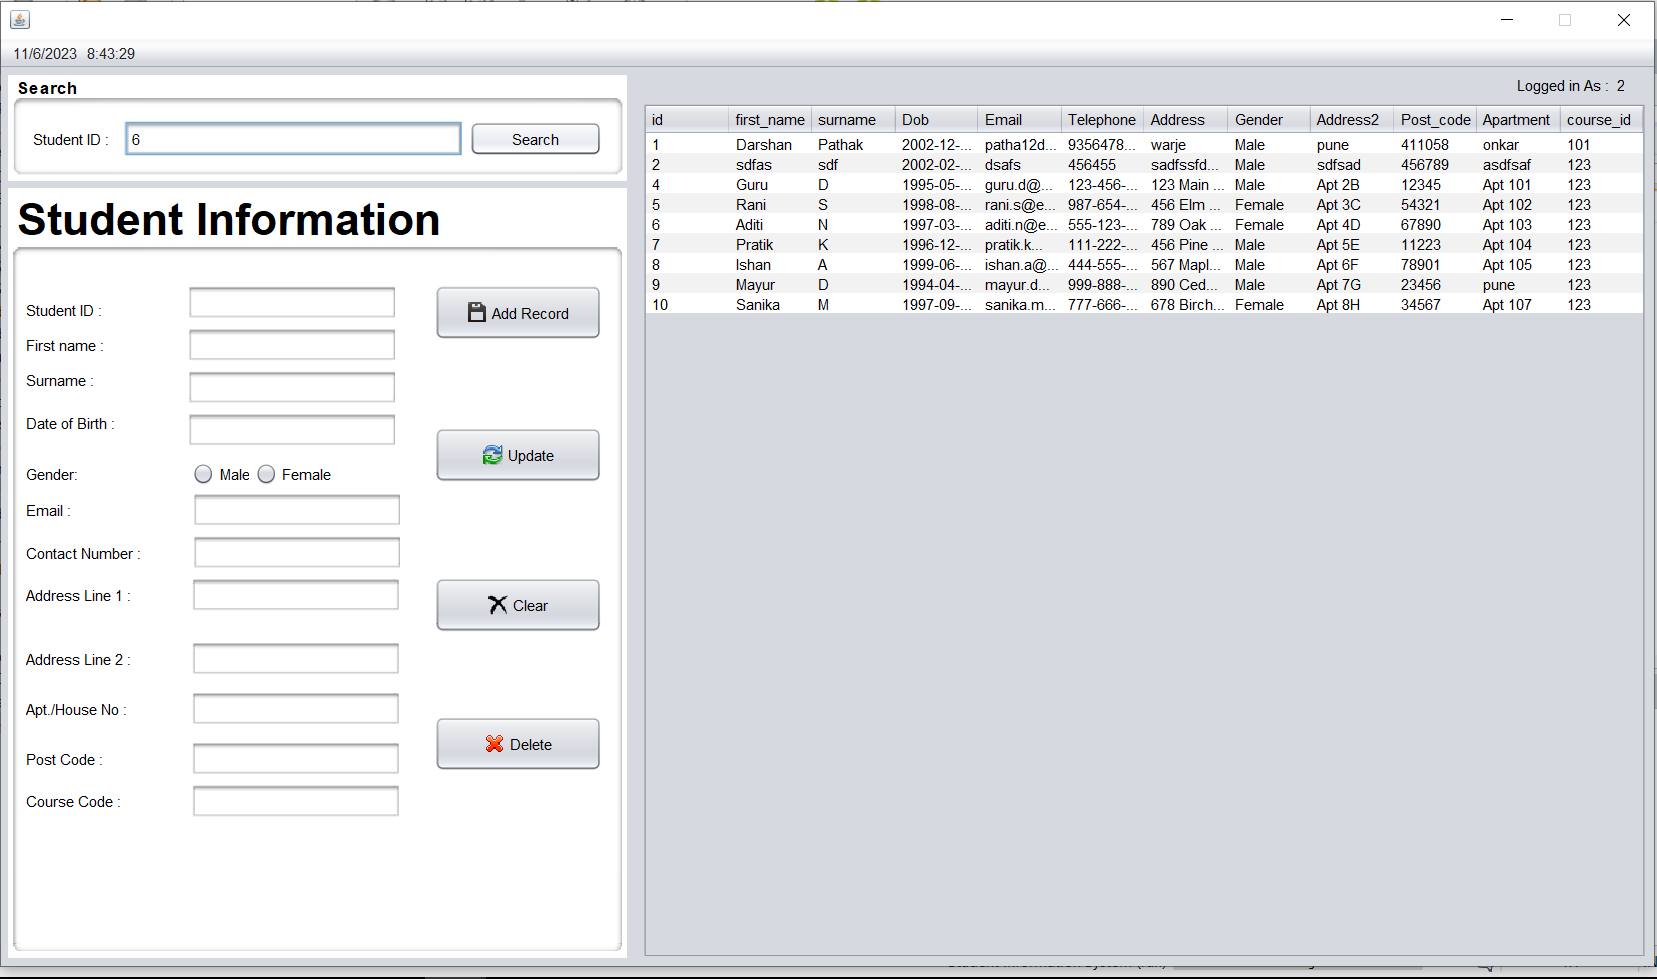 11/6/2023 8:43:29
Search
Student ID : 6 Search
Student Information
Student ID :
First name :
Surname :
Date of Birth :
Gender: Male Female
Email :
Contact Number :
Address Line 1 :
Address Line 2 :
Apt./House No :
Post Code :
Course Code :
Add Record
Update
Clear
Delete
Logged in As : 2
id first_name surname Dob Email Telephone Address Gender Address2 Post_code Apartment course_id
1 Darshan Pathak 2002-12-... patha12d... 9356478... warje Male pune 411058 onkar 101
2 sdfas sdf 2002-02-... dsafs 456455 sadfssfd... Male sdfsad 456789 asdfsaf 123
4 Guru D 1995-05-... guru.d@... 123-456-... 123 Main ... Male Apt 2B 12345 Apt 101 123
5 Rani S 1998-08-... rani.s@e... 987-654-... 456 Elm ... Female Apt 3C 54321 Apt 102 123
6 Aditi N 1997-03-... aditi.n@e... 555-123-... 789 Oak ... Female Apt 4D 67890 Apt 103 123
7 Pratik K 1996-12-... pratik.k... 111-222-... 456 Pine ... Male Apt 5E 11223 Apt 104 123
8 Ishan A 1999-06-... ishan.a@... 444-555-... 567 Mapl... Male Apt 6F 78901 Apt 105 123
9 Mayur D 1994-04-... mayur.d... 999-888-... 890 Ced... Male Apt 7G 23456 pune 123
10 Sanika M 1997-09-... sanika.m... 777-666-... 678 Birch... Female Apt 8H 34567 Apt 107 123